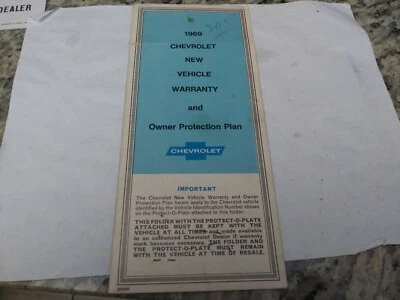 DEALER
1969
CHEVROLET
NEW
VEHICLE
WARRANTY
and
Owner Protection Plan
CHEVROLET
IMPORTANT
The Chevrolet New Vehicle Warranty and Owner
Protection Plan herein apply to the Chevrolet vehicle
identified by the Vehicle Identification Number shown
on the Protect-O-Plate attached to this folder.
THIS FOLDER WITH THE PROTECT-O-PLATE
ATTACHED MUST BE KEPT WITH THE
VEHICLE AT ALL TIMES and made available
to an authorized Chevrolet Dealer if warranty
work becomes necessary. THE FOLDER AND
THE PROTECT-O-PLATE MUST REMAIN
WITH THE VEHICLE AT TIME OF RESALE.